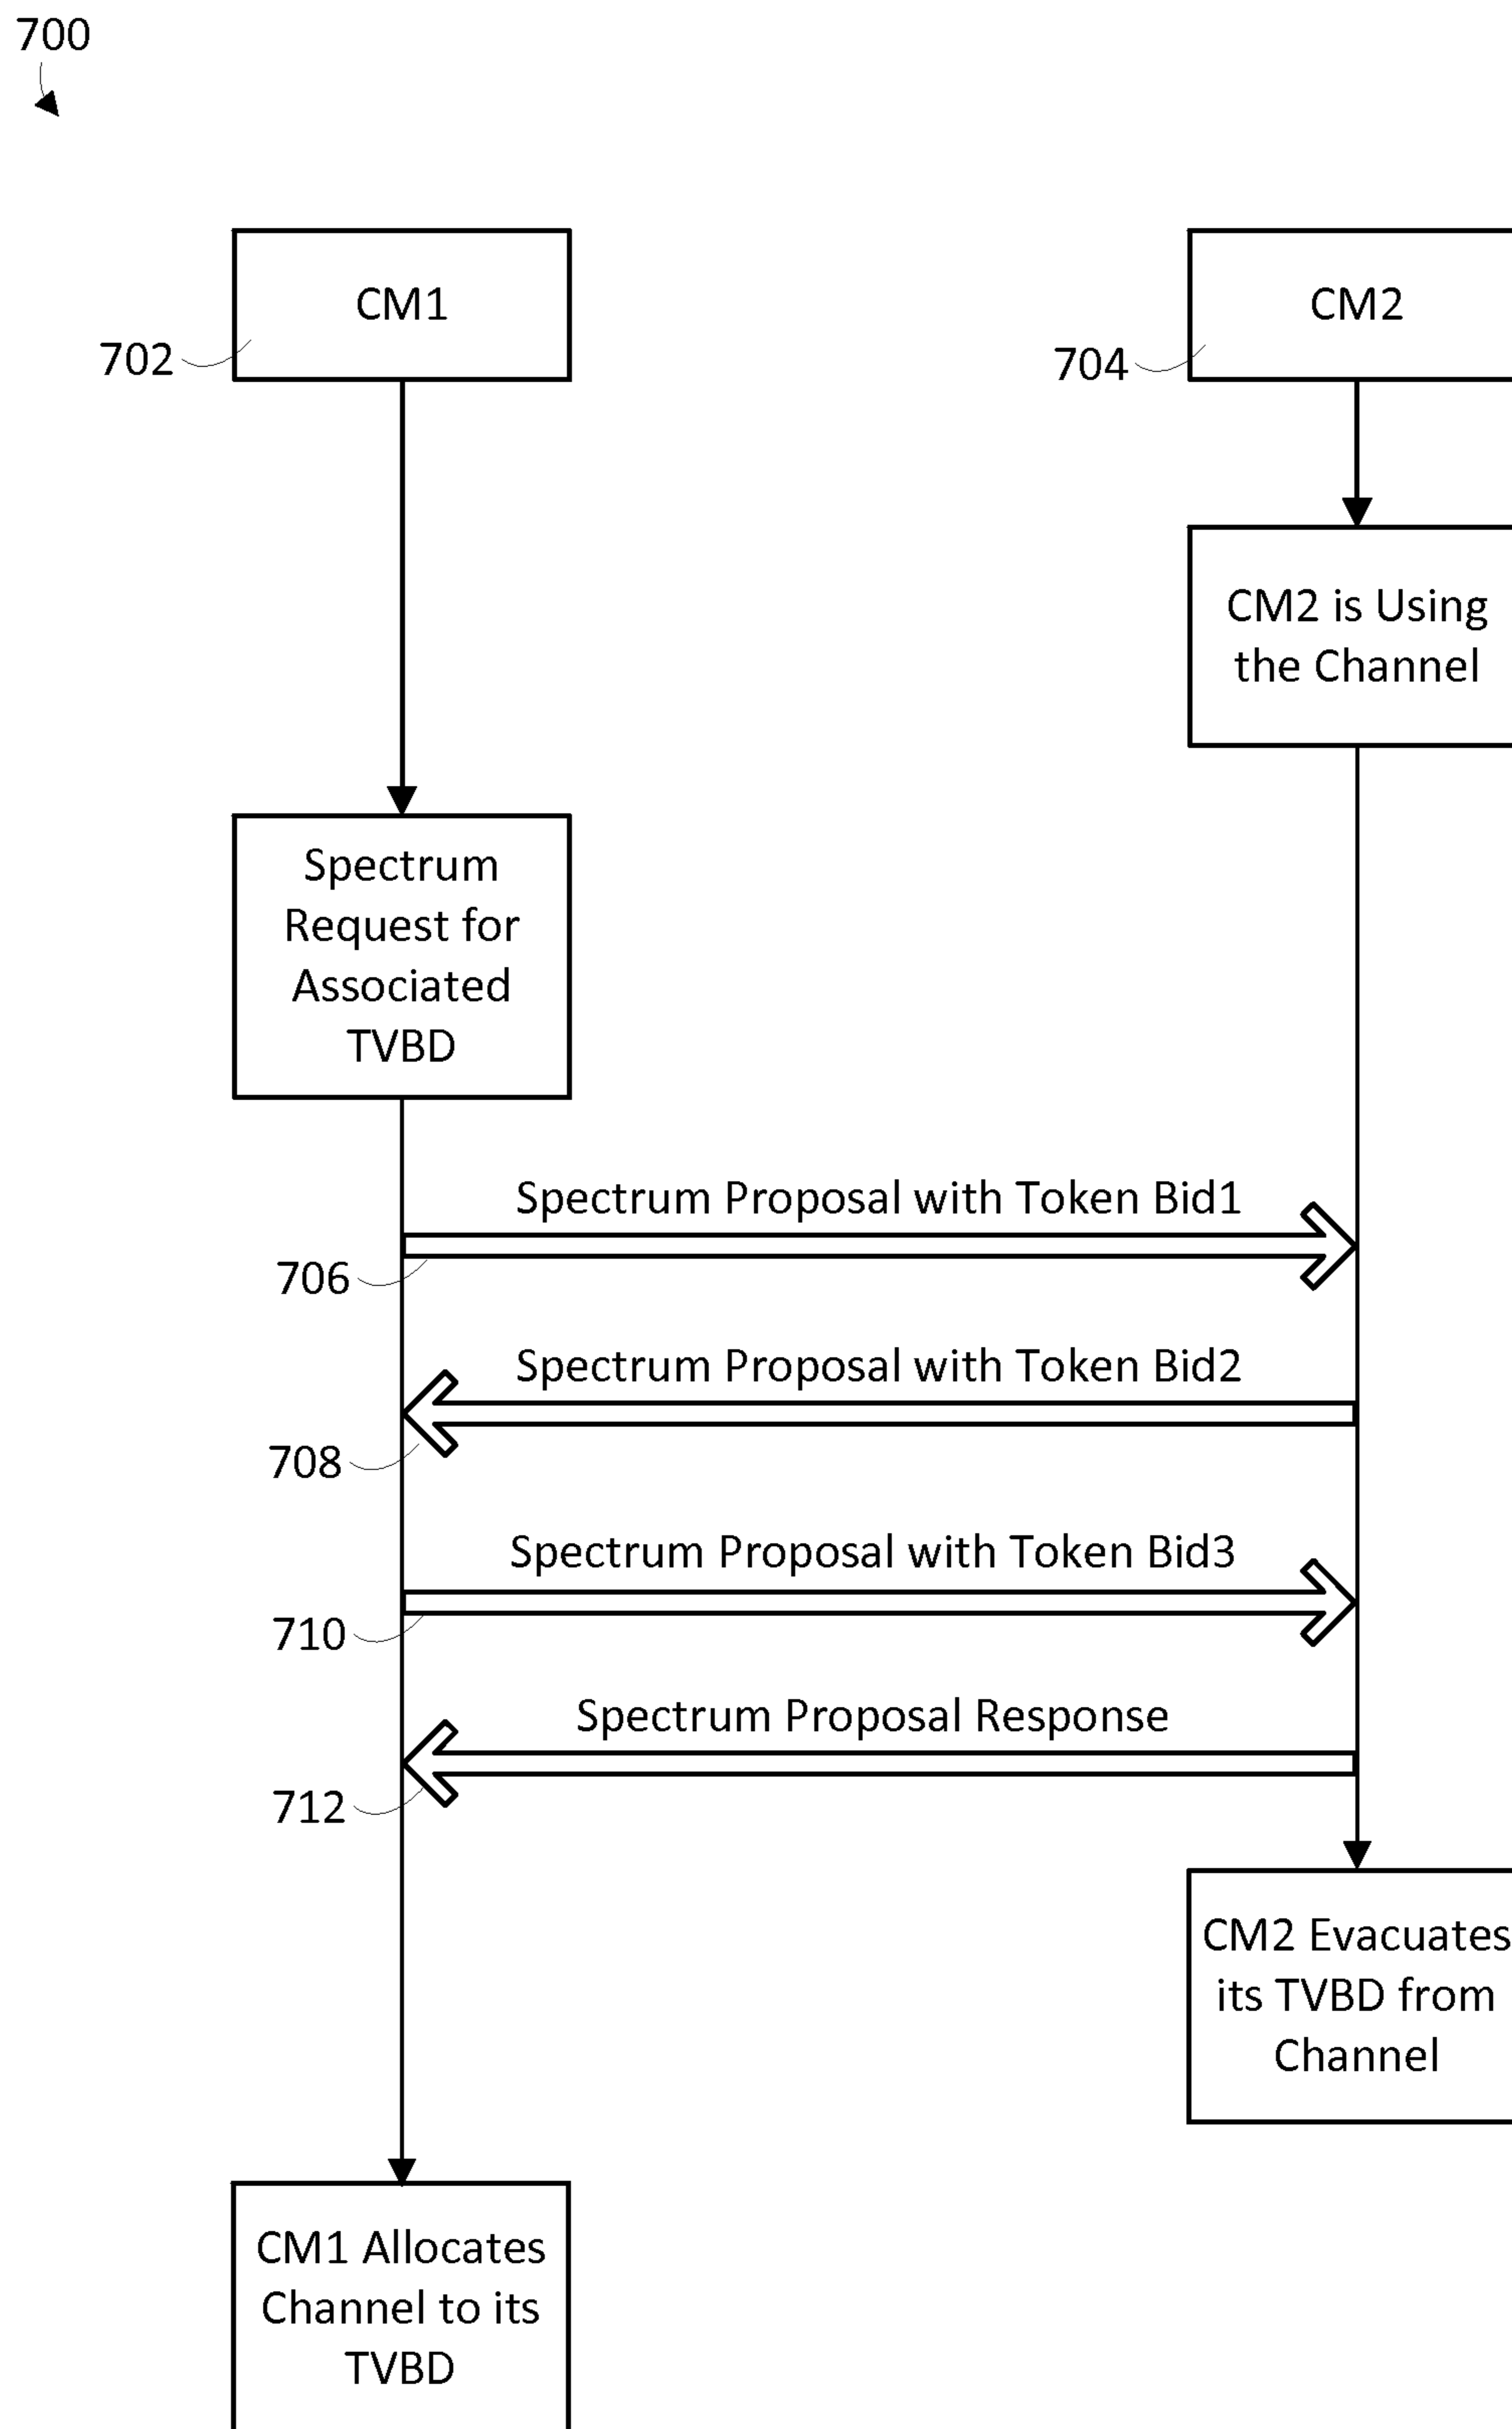 700
CM1
CM2
702
704
CM2 is Using
the Channel
Spectrum
Request for
Associated
TVBD
Spectrum Proposal with Token Bid1
706
Spectrum Proposal with Token Bid2
708
Spectrum Proposal with Token Bid3
710
Spectrum Proposal Response
712
CM2 Evacuates
its TVBD from
Channel
CM1 Allocates
Channel to its
TVBD